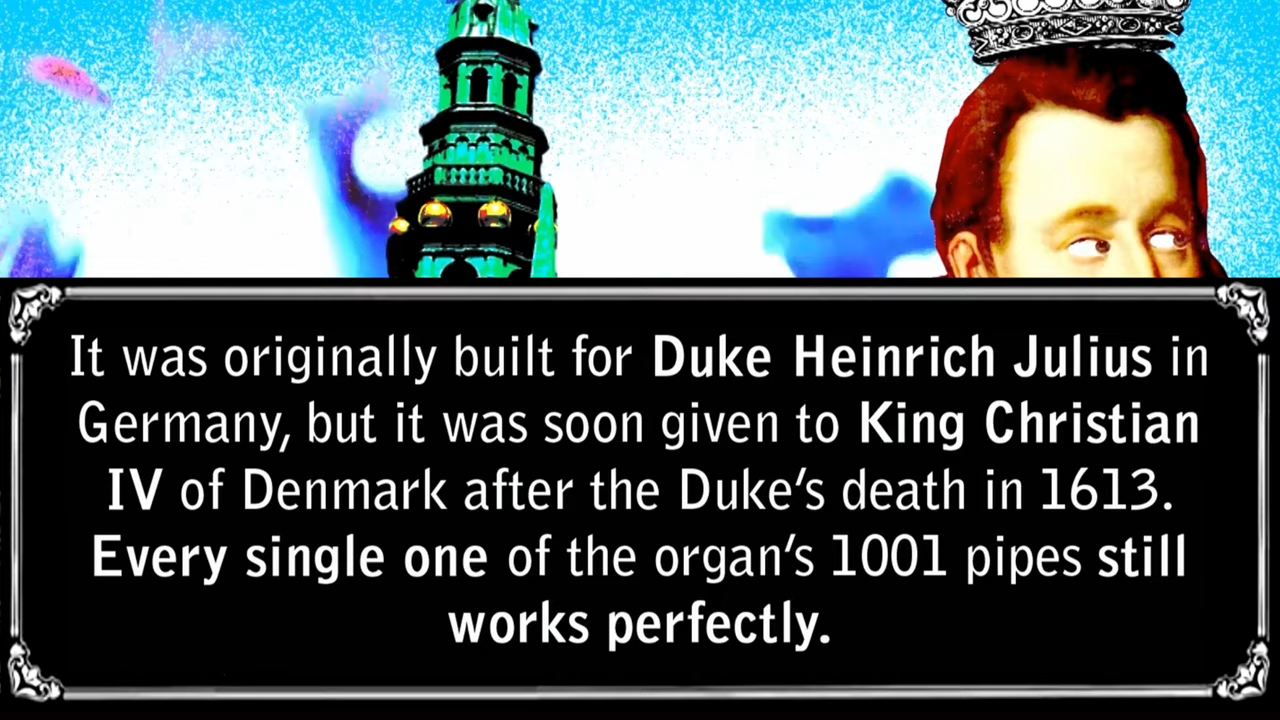 It was originally built for Duke Heinrich Julius in
Germany, but it was soon given to King Christian
IV of Denmark after the Duke's death in 1613.
Every single one of the organ's 1001 pipes still
works perfectly.